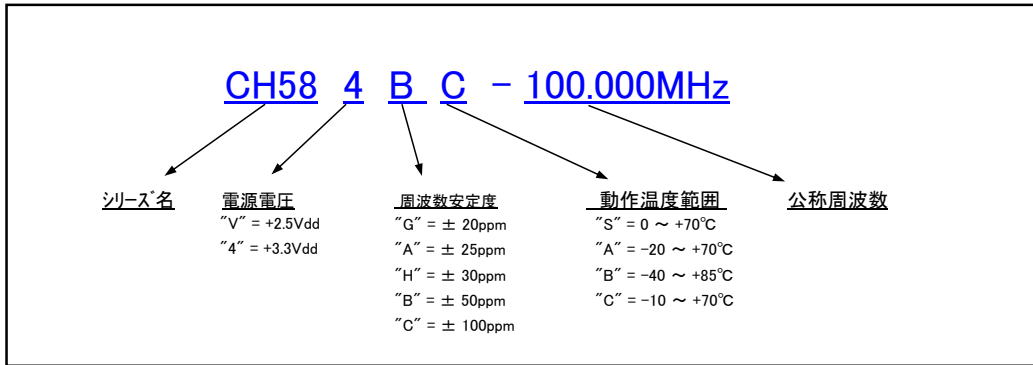 CH58 4 B C - 100.000MHz
シリーズ名
電源電圧
"V" = +2.5Vdd
"4" = +3.3Vdd
周波数安定度
"G" = ± 20ppm
"A" = ± 25ppm
"H" = ± 30ppm
"B" = ± 50ppm
"C" = ± 100ppm
動作温度範囲
"S" = 0 ~ +70℃
"A" = -20 ~ +70℃
"B" = -40 ~ +85℃
"C" = -10 ~ +70℃
公称周波数